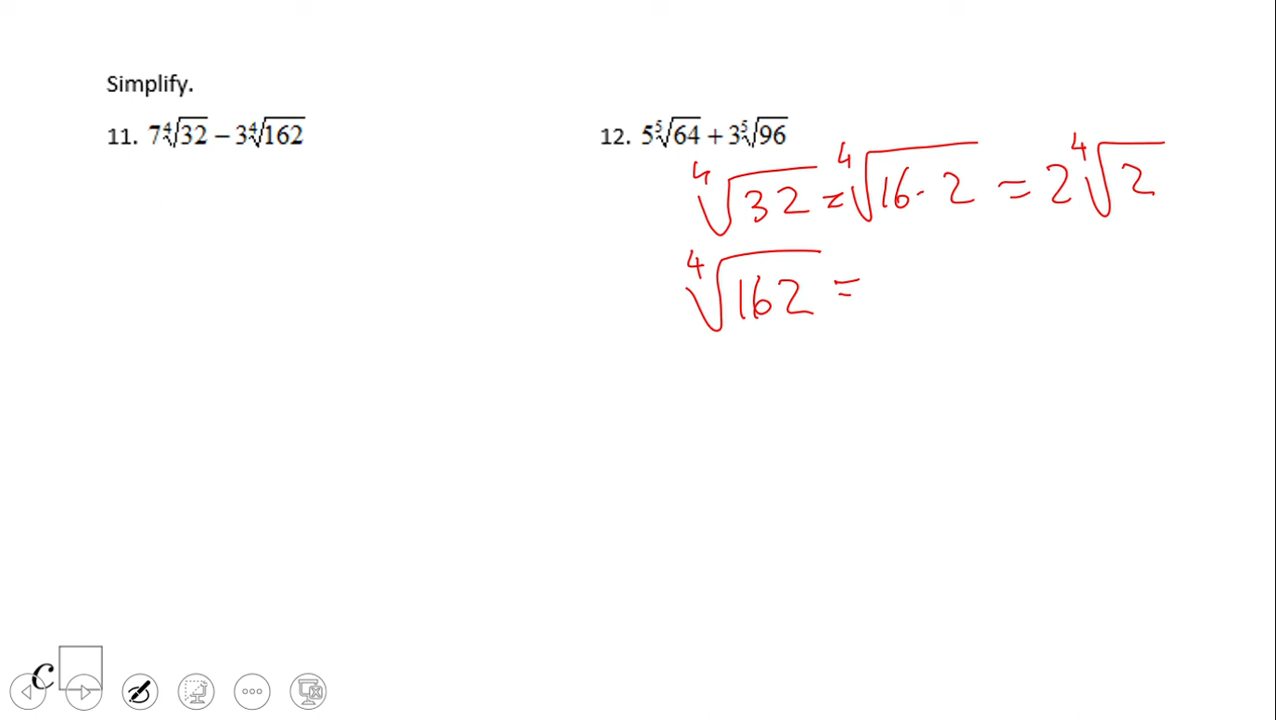 Simplify.
11. 7∜32 − 3∜162
12. 5⁵√64 + 3⁵√96
∜32 = ∜16·2 = 2∜2
∜162 =
c